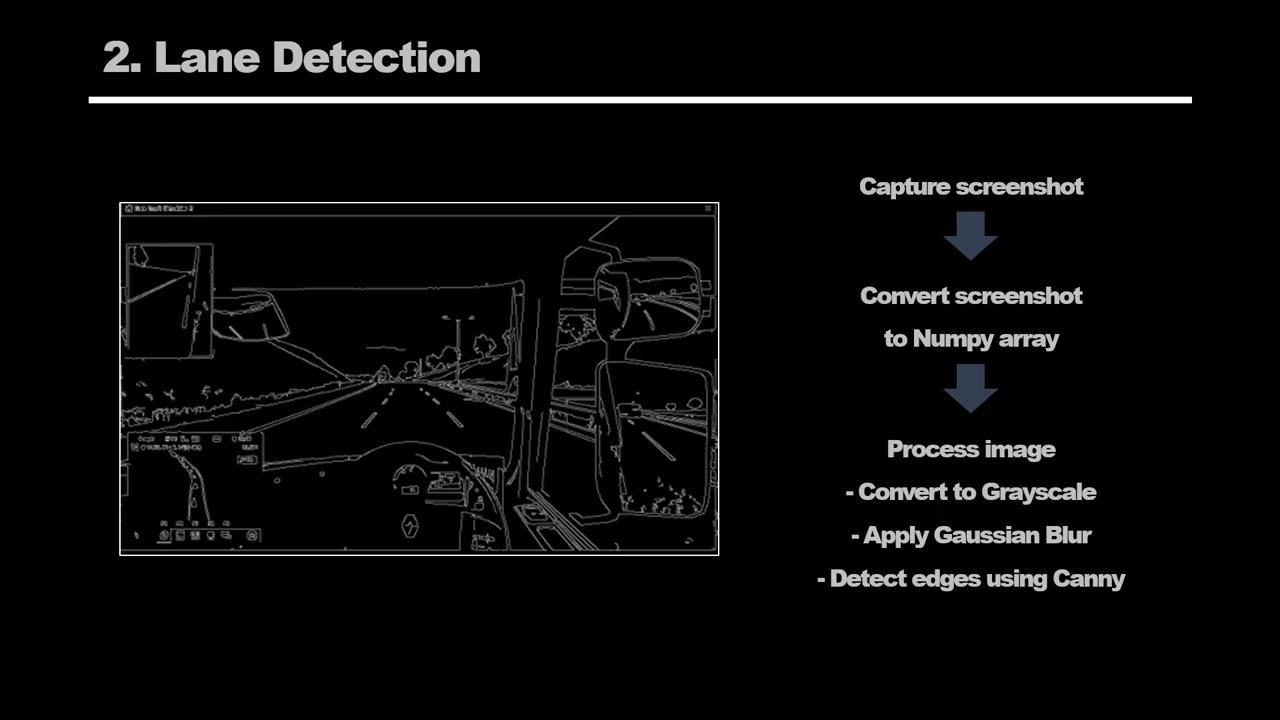 2. Lane Detection
Capture screenshot
Convert screenshot
to Numpy array
Process image
- Convert to Grayscale
- Apply Gaussian Blur
- Detect edges using Canny